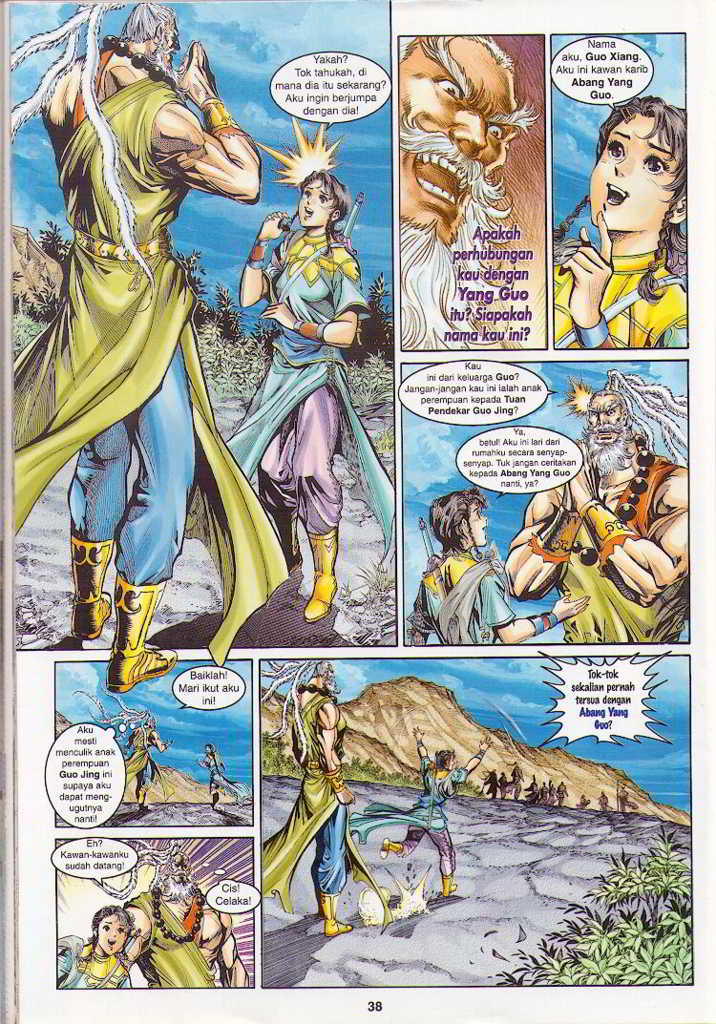 Yakah?
Tok tahukah, di
mana dia itu sekarang?
Aku ingin berjumpa
dengan dia!
Apakah
perhubungan
kau dengan
Yang Guo
itu? Siapakah
nama kau ini?
Nama
aku, Guo Xiang.
Aku ini kawan karib
Abang Yang
Guo.
Kau
ini dari keluarga Guo?
Jangan-jangan kau ini ialah anak
perempuan kepada Tuan
Pendekar Guo Jing?
Ya,
betul! Aku ini lari dari
rumahku secara senyap-
senyap. Tuk jangan ceritakan
kepada Abang Yang Guo
nanti, ya?
Baiklah!
Mari ikut aku
ini!
Aku
mesti
menculik anak
perempuan
Guo Jing ini
supaya aku
dapat meng-
ugutnya
nanti!
Tok-tok
sekalian pernah
tersua dengan
Abang Yang
Guo?
Eh?
Kawan-kawanku
sudah datang!
Cis!
Celaka!
38